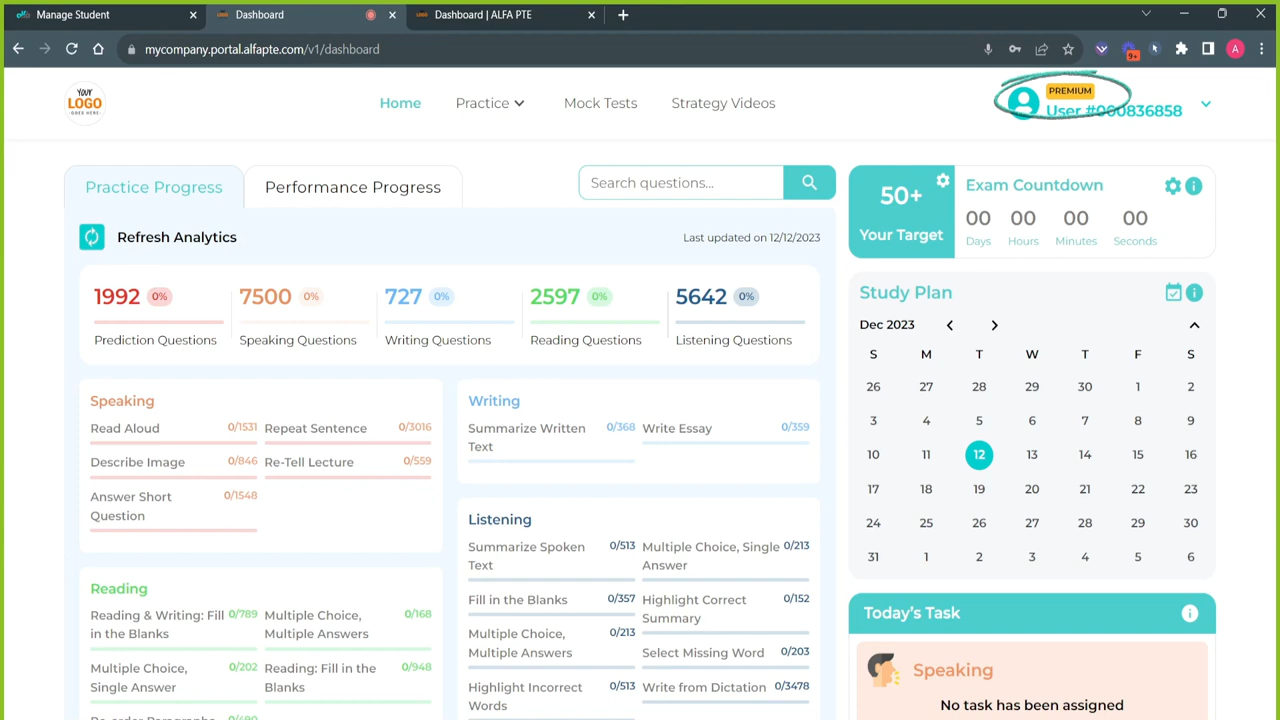 Manage Student
Dashboard
Dashboard | ALFA PTE
mycompany.portal.alfapte.com/v1/dashboard
9+
A
YOUR
LOGO
GOES HERE
Home
Practice
Mock Tests
Strategy Videos
PREMIUM
User #000836858
Practice Progress
Performance Progress
Search questions...
50+
Your Target
Exam Countdown
00 00 00 00
Days Hours Minutes Seconds
Refresh Analytics
Last updated on 12/12/2023
1992 0%
Prediction Questions
7500 0%
Speaking Questions
727 0%
Writing Questions
2597 0%
Reading Questions
5642 0%
Listening Questions
Study Plan
Dec 2023
S M T W T F S
26 27 28 29 30 1 2
3 4 5 6 7 8 9
10 11 12 13 14 15 16
17 18 19 20 21 22 23
24 25 26 27 28 29 30
31 1 2 3 4 5 6
Speaking
Read Aloud 0/1531
Repeat Sentence 0/3016
Describe Image 0/846
Re-Tell Lecture 0/559
Answer Short 0/1548
Question
Writing
Summarize Written 0/368
Text
Write Essay 0/359
Listening
Summarize Spoken 0/513
Text
Multiple Choice, Single 0/213
Answer
Fill in the Blanks 0/357
Highlight Correct 0/152
Summary
Multiple Choice, 0/213
Multiple Answers
Select Missing Word 0/203
Highlight Incorrect 0/513
Words
Write from Dictation 0/3478
Reading
Reading & Writing: Fill 0/789
in the Blanks
Multiple Choice, 0/168
Multiple Answers
Multiple Choice, 0/202
Single Answer
Reading: Fill in the 0/948
Blanks
Today's Task
Speaking
No task has been assigned